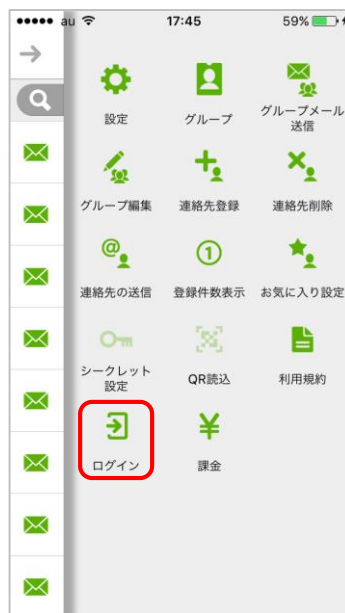 au 17:45 59%
設定 グループ グループメール
送信
グループ編集 連絡先登録 連絡先削除
@ 1
連絡先の送信 登録件数表示 お気に入り設定
シークレット
設定 QR読込 利用規約
¥
ログイン 課金